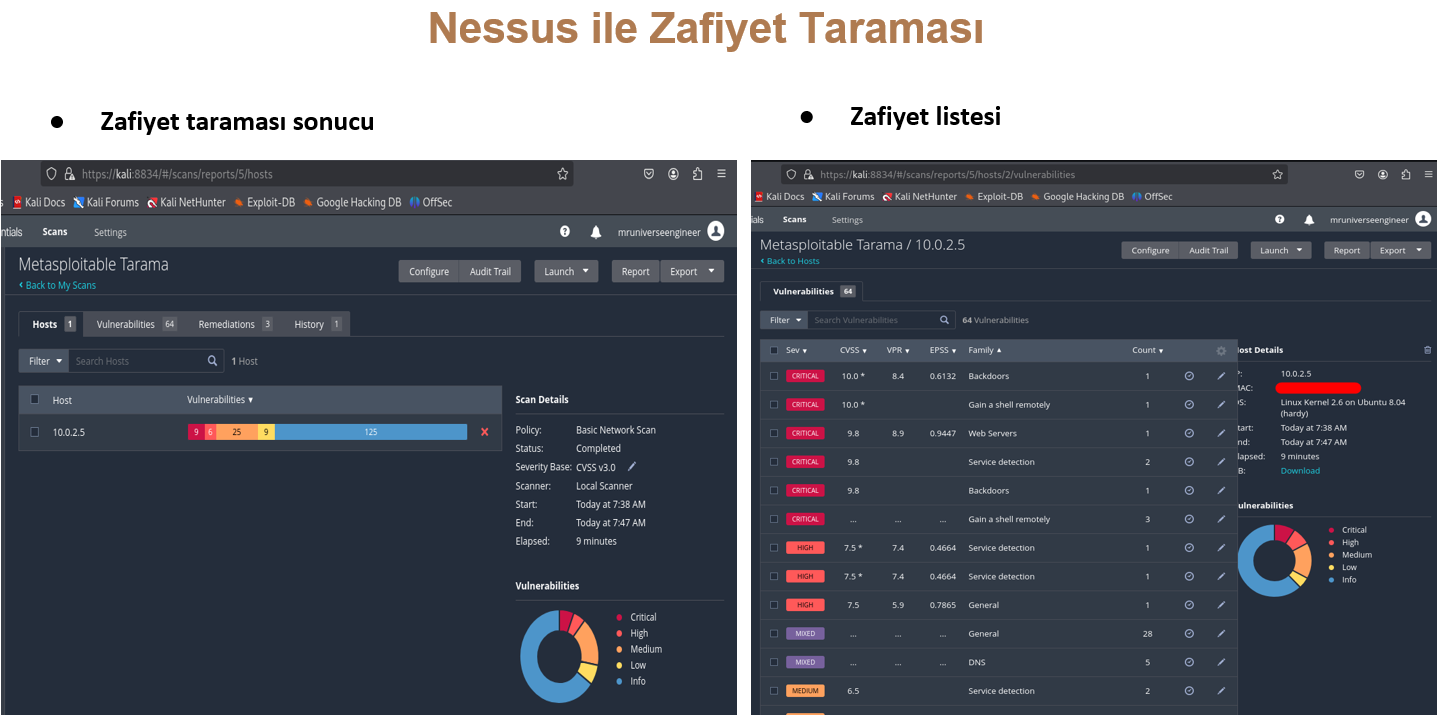 Nessus ile Zafiyet Taraması
● Zafiyet taraması sonucu
https://kali:8834/#/scans/reports/5/hosts
Kali Docs Kali Forums Kali NetHunter Exploit-DB Google Hacking DB OffSec
ntials Scans Settings mruniverseengineer
Metasploitable Tarama
Configure Audit Trail Launch Report Export
‹ Back to My Scans
Hosts 1 Vulnerabilities 64 Remediations 3 History 1
Filter Search Hosts 1 Host
Host Vulnerabilities
10.0.2.5 9 6 25 9 125
Scan Details
Policy: Basic Network Scan
Status: Completed
Severity Base: CVSS v3.0
Scanner: Local Scanner
Start: Today at 7:38 AM
End: Today at 7:47 AM
Elapsed: 9 minutes
Vulnerabilities
Critical
High
Medium
Low
Info
● Zafiyet listesi
https://kali:8834/#/scans/reports/5/hosts/2/vulnerabilities
Kali Docs Kali Forums Kali NetHunter Exploit-DB Google Hacking DB OffSec
ials Scans Settings mruniverseengineer
Metasploitable Tarama / 10.0.2.5
Configure Audit Trail Launch Report Export
‹ Back to Hosts
Vulnerabilities 64
Filter Search Vulnerabilities 64 Vulnerabilities
Sev CVSS VPR EPSS Family Count
CRITICAL 10.0 * 8.4 0.6132 Backdoors 1
CRITICAL 10.0 * Gain a shell remotely 1
CRITICAL 9.8 8.9 0.9447 Web Servers 1
CRITICAL 9.8 Service detection 2
CRITICAL 9.8 Backdoors 1
CRITICAL ... ... ... Gain a shell remotely 3
HIGH 7.5 * 7.4 0.4664 Service detection 1
HIGH 7.5 * 7.4 0.4664 Service detection 1
HIGH 7.5 5.9 0.7865 General 1
MIXED ... ... ... General 28
MIXED ... ... ... DNS 5
MEDIUM 6.5 Service detection 2
ost Details
P: 10.0.2.5
MAC:
OS: Linux Kernel 2.6 on Ubuntu 8.04
(hardy)
tart: Today at 7:38 AM
nd: Today at 7:47 AM
lapsed: 9 minutes
B: Download
ulnerabilities
Critical
High
Medium
Low
Info